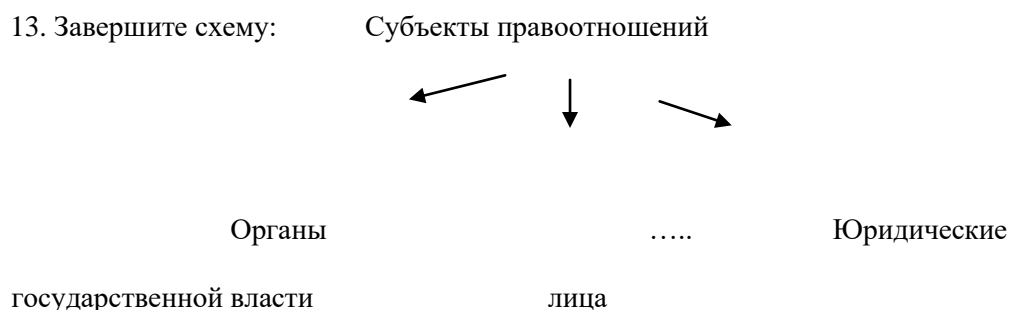 13. Завершите схему: Субъекты правоотношений
Органы ….. Юридические
государственной власти лица